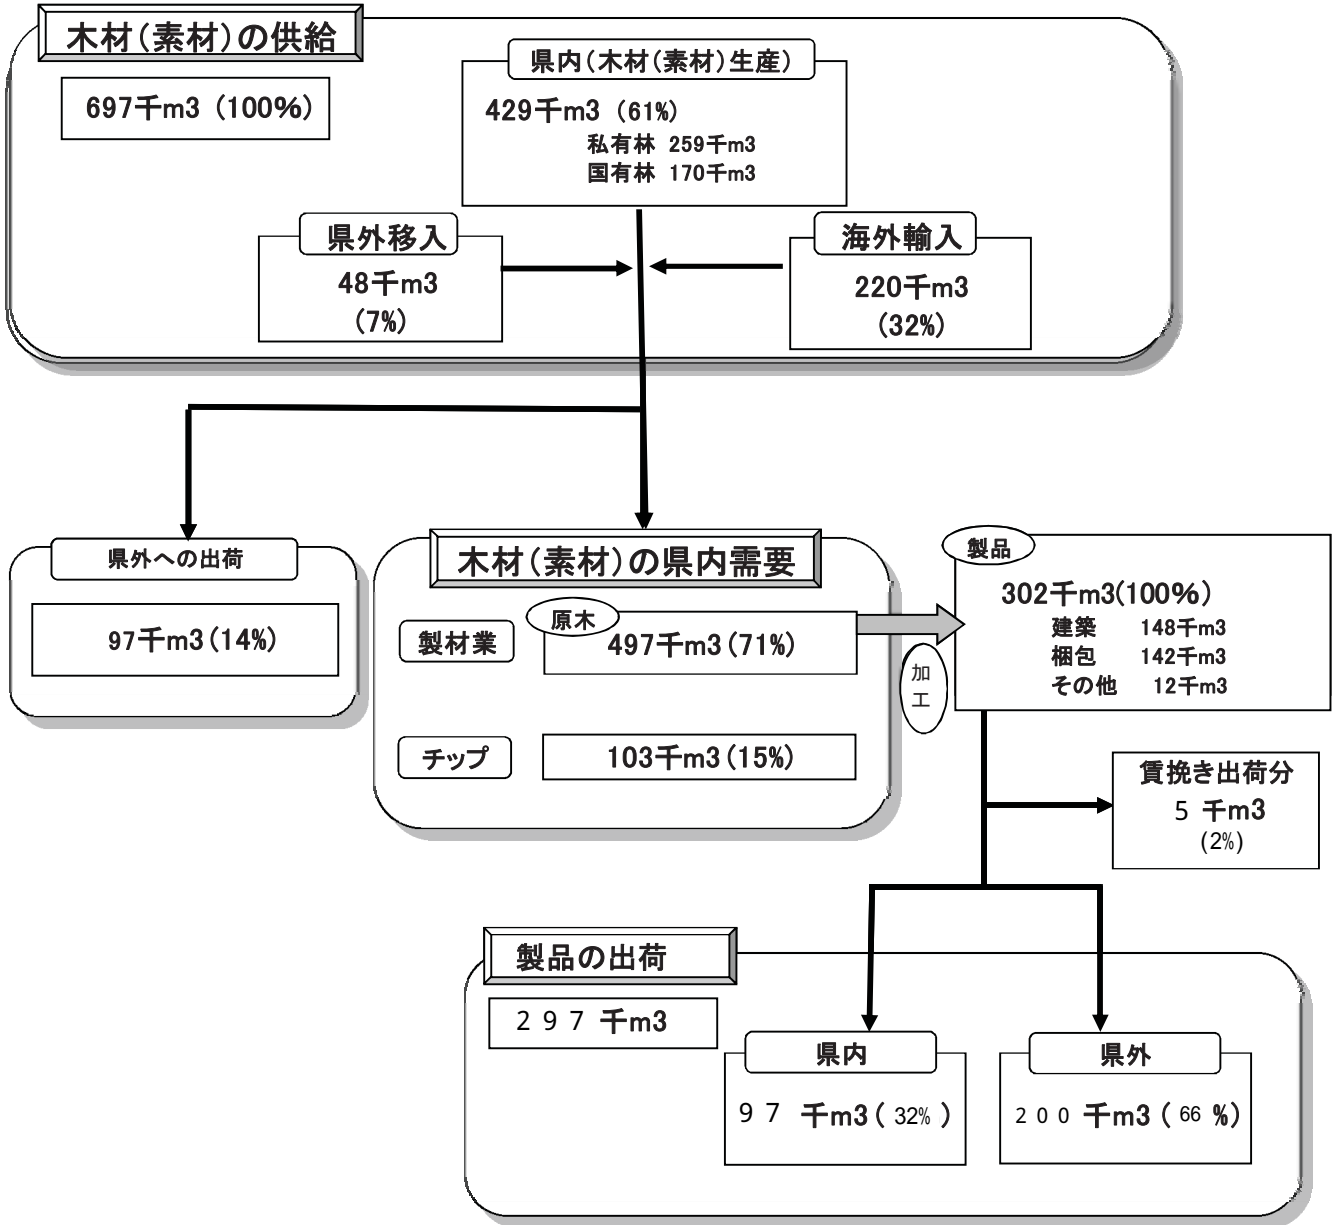 木材（素材）の供給
697千m3（100%）
県内（木材（素材）生産）
429千m3（61%）
私有林 259千m3
国有林 170千m3
県外移入
48千m3
（7%）
海外輸入
220千m3
（32%）
県外への出荷
97千m3（14%）
木材（素材）の県内需要
製材業
原木
497千m3（71%）
チップ
103千m3（15%）
加
工
製品
302千m3(100%)
建築 148千m3
梱包 142千m3
その他 12千m3
賃挽き出荷分
5 千m3
(2%)
製品の出荷
２９７ 千m3
県内
９７ 千m3（ 32% ）
県外
２００ 千m3（ 66 %）